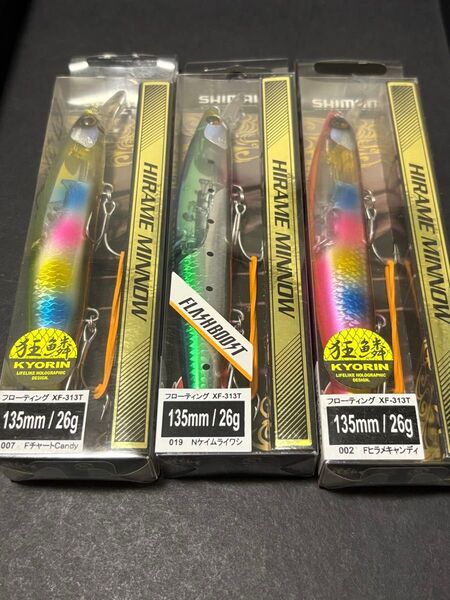 HIRAME MINNOW
狂鱗
KYORIN
LIFELIKE HOLOGRAPHIC
DESIGN.
フローティング XF-313T
135mm / 26g
007 FチャートCandy
SHIMA
HIRAME MINNOW
FLASHBOOST
フローティング XF-313T
135mm / 26g
019 Nケイムライワシ
SHIMAN
HIRAME MINNOW
狂鱗
KYORIN
LIFELIKE HOLOGRAPHIC
DESIGN.
フローティング XF-313T
135mm / 26g
002 Fヒラメキャンディ